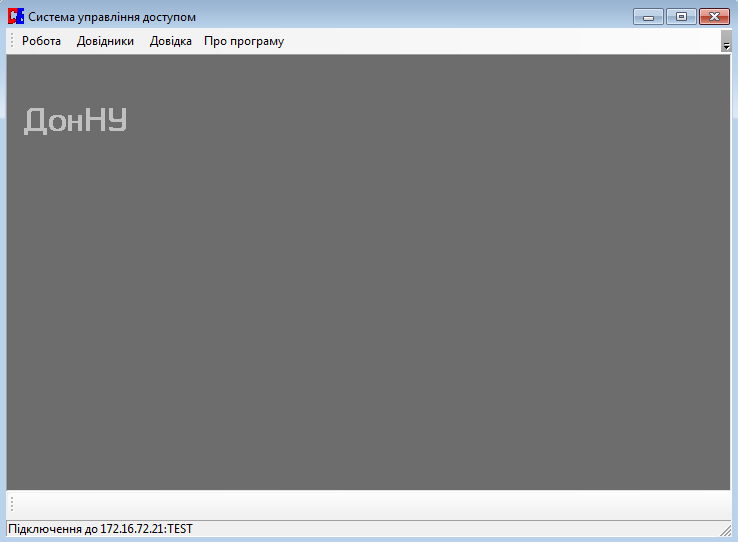 Система управління доступом
Робота Довідники Довідка Про програму
ДонНУ
Підключення до 172.16.72.21:TEST